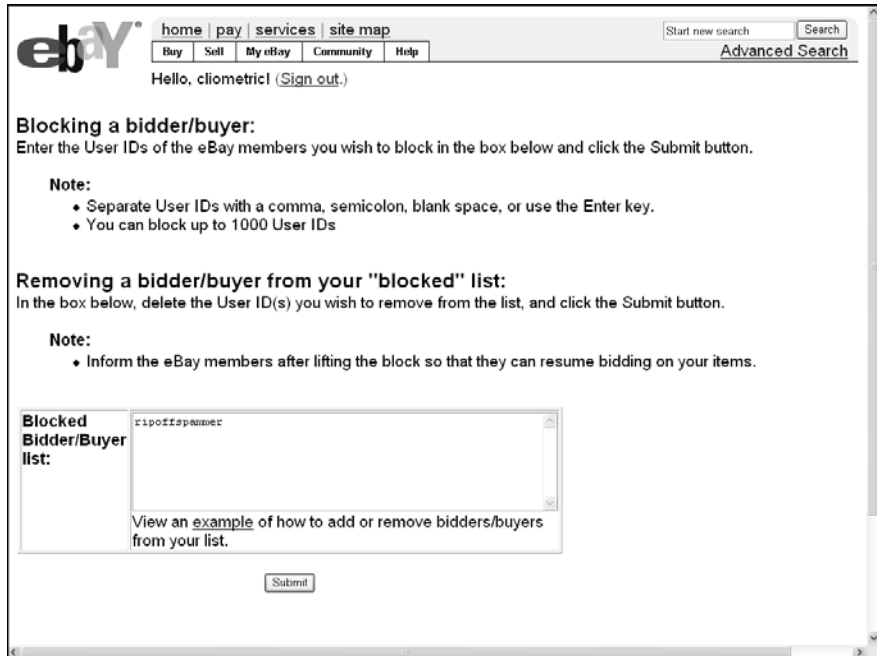 ebaY®
home | pay | services | site map
Start new search
Search
Buy Sell My eBay Community Help
Advanced Search
Hello, cliometric! (Sign out.)
Blocking a bidder/buyer:
Enter the User IDs of the eBay members you wish to block in the box below and click the Submit button.
Note:
• Separate User IDs with a comma, semicolon, blank space, or use the Enter key.
• You can block up to 1000 User IDs
Removing a bidder/buyer from your "blocked" list:
In the box below, delete the User ID(s) you wish to remove from the list, and click the Submit button.
Note:
• Inform the eBay members after lifting the block so that they can resume bidding on your items.
Blocked
Bidder/Buyer
list:
ripoffspammer
View an example of how to add or remove bidders/buyers
from your list.
Submit